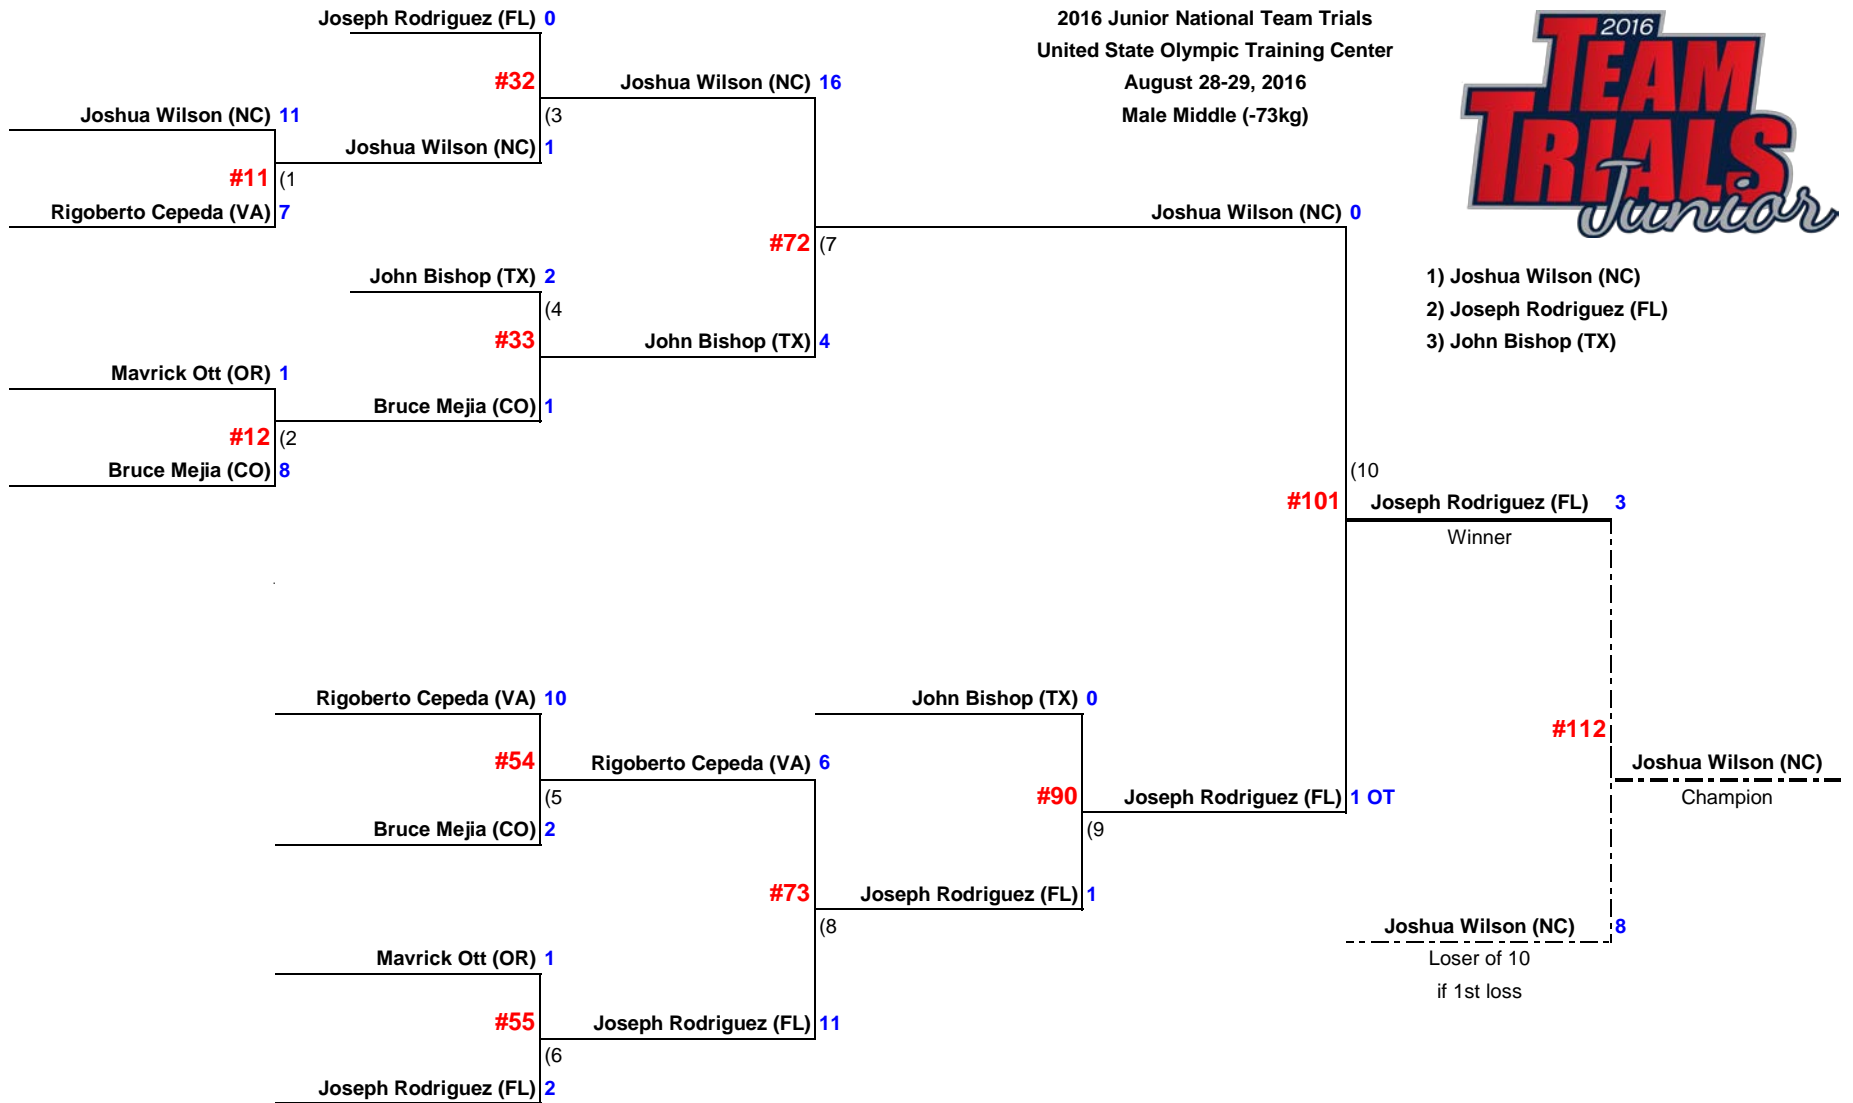 Joseph Rodriguez (FL) 0
2016 Junior National Team Trials
2016
TEAM
TRIALS
Junior
United State Olympic Training Center
#32
Joshua Wilson (NC) 16
August 28-29, 2016
Joshua Wilson (NC) 11
(3
Male Middle (-73kg)
Joshua Wilson (NC) 1
#11 (1
Rigoberto Cepeda (VA) 7
Joshua Wilson (NC) 0
#72 (7
John Bishop (TX) 2
1) Joshua Wilson (NC)
(4
2) Joseph Rodriguez (FL)
#33
John Bishop (TX) 4
3) John Bishop (TX)
Mavrick Ott (OR) 1
Bruce Mejia (CO) 1
#12 (2
Bruce Mejia (CO) 8
(10
#101
Joseph Rodriguez (FL) 3
Winner
Rigoberto Cepeda (VA) 10
John Bishop (TX) 0
#112
#54
Rigoberto Cepeda (VA) 6
Joshua Wilson (NC)
(5
#90
Joseph Rodriguez (FL) 1 OT
Champion
Bruce Mejia (CO) 2
(9
#73
Joseph Rodriguez (FL) 1
(8
Joshua Wilson (NC) 8
Mavrick Ott (OR) 1
Loser of 10
if 1st loss
#55
Joseph Rodriguez (FL) 11
(6
Joseph Rodriguez (FL) 2